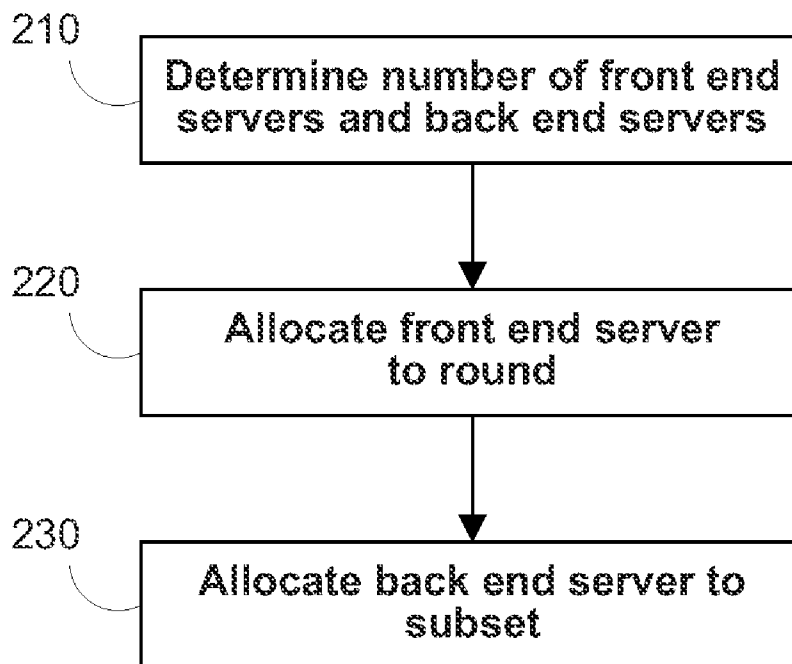 210
Determine number of front end
servers and back end servers
220
Allocate front end server
to round
230
Allocate back end server to
subset